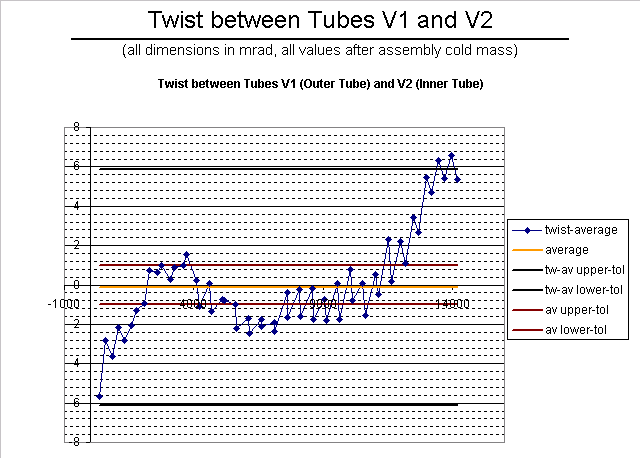 Twist between Tubes V1 and V2
(all dimensions in mrad, all values after assembly cold mass)
Twist between Tubes V1 (Outer Tube) and V2 (Inner Tube)
8
6
4
2
0
-1000 4000 9000 14000
-2
-4
-6
-8
twist-average
average
tw-av upper-tol
tw-av lower-tol
av upper-tol
av lower-tol